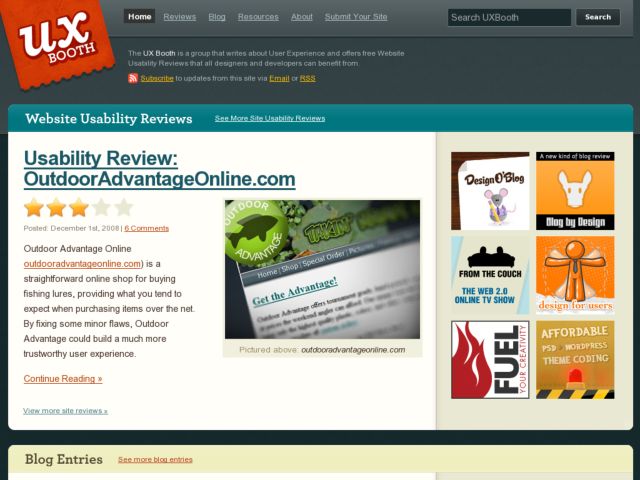 UX
BOOTH
Home Reviews Blog Resources About Submit Your Site
Search UXBooth
Search
The UX Booth is a group that writes about User Experience and offers free Website
Usability Reviews that all designers and developers can benefit from.
Subscribe to updates from this site via Email or RSS
Website Usability Reviews See More Site Usability Reviews
Usability Review:
OutdoorAdvantageOnline.com
Posted: December 1st, 2008 | 6 Comments
Outdoor Advantage Online
outdooradvantageonline.com) is a
straightforward online shop for buying
fishing lures, providing what you tend to
expect when purchasing items over the net.
By fixing some minor flaws, Outdoor
Advantage could build a much more
trustworthy user experience.
Continue Reading »
View more site reviews »
OUTDOOR
ADVANTAGE
Home | Shop | Special Order | Pictures
Get the Advantage!
Outdoor Advantage offers tournament
Pictured above: outdooradvantageonline.com
Design O'Blog
A new kind of blog review
Blog by Design
FROM THE COUCH
THE WEB 2.0
ONLINE TV SHOW
design for users
FUEL
YOUR CREATIVITY
AFFORDABLE
PSD WORDPRESS
THEME CODING
Blog Entries See more blog entries